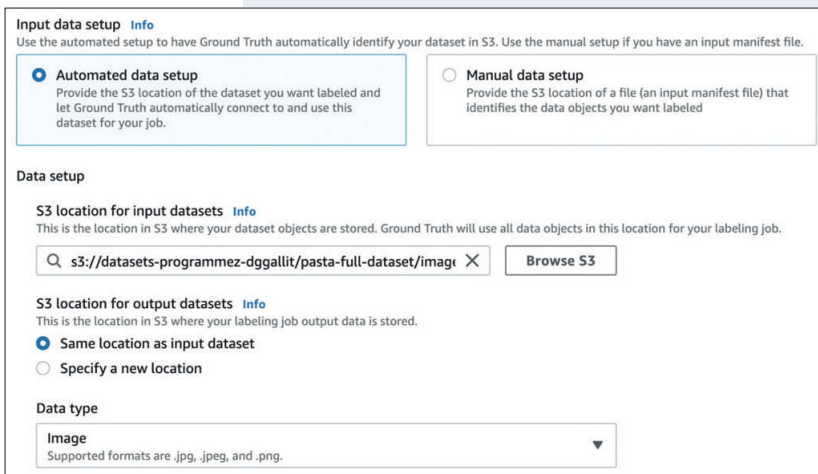 Input data setup Info
Use the automated setup to have Ground Truth automatically identify your dataset in S3. Use the manual setup if you have an input manifest file.
Automated data setup
Provide the S3 location of the dataset you want labeled and
let Ground Truth automatically connect to and use this
dataset for your job.
Manual data setup
Provide the S3 location of a file (an input manifest file) that
identifies the data objects you want labeled
Data setup
S3 location for input datasets Info
This is the location in S3 where your dataset objects are stored. Ground Truth will use all data objects in this location for your labeling job.
s3://datasets-programmez-dggallit/pasta-full-dataset/image
Browse S3
S3 location for output datasets Info
This is the location in S3 where your labeling job output data is stored.
Same location as input dataset
Specify a new location
Data type
Image
Supported formats are .jpg, .jpeg, and .png.